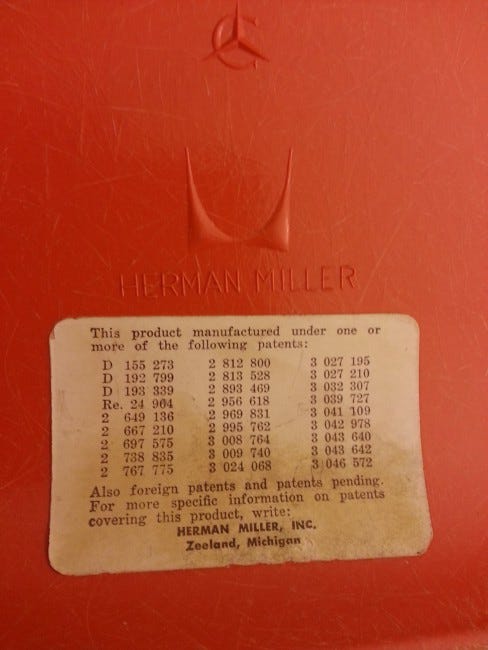 HERMAN MILLER
This product manufactured under one or
more of the following patents:
D 155 273 2 812 800 3 027 195
D 192 799 2 813 528 3 027 210
D 193 339 2 893 469 3 032 307
Re. 24 904 2 956 618 3 039 727
2 649 136 2 969 831 3 041 109
2 667 210 2 995 762 3 042 978
2 697 575 3 008 764 3 043 640
2 738 835 3 009 740 3 043 642
2 767 775 3 024 068 3 046 572
Also foreign patents and patents pending.
For more specific information on patents
covering this product, write:
HERMAN MILLER, INC.
Zeeland, Michigan